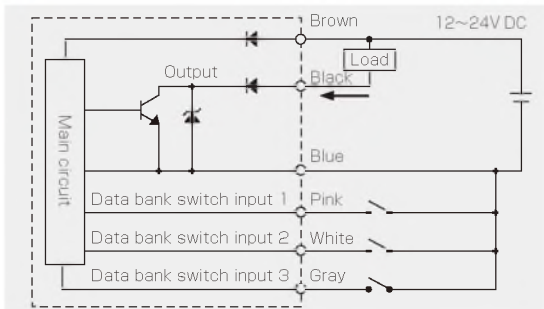 Brown
12~24V DC
Load
Output
Black
Main circuit
Blue
Data bank switch input 1
Pink
Data bank switch input 2
White
Data bank switch input 3
Gray